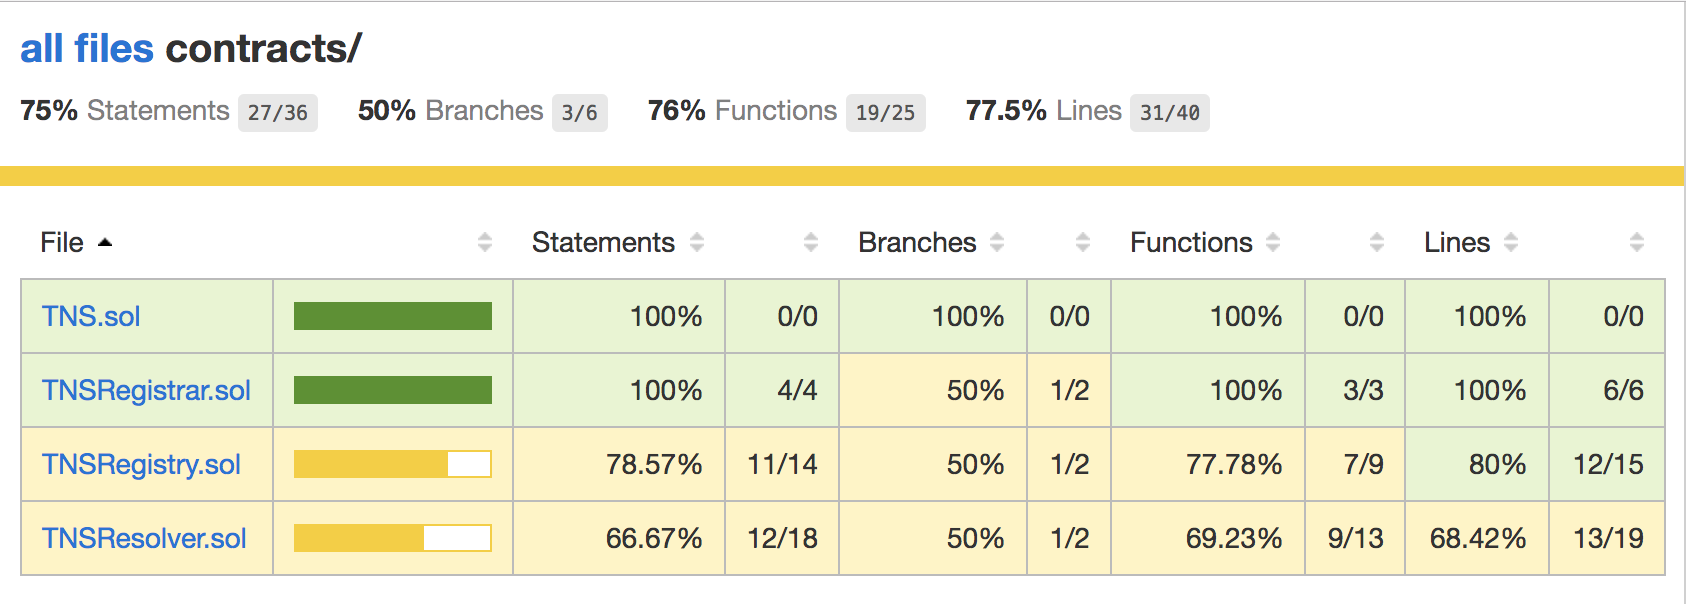 all files contracts/
75% Statements 27/36 50% Branches 3/6 76% Functions 19/25 77.5% Lines 31/40
File Statements Branches Functions Lines
TNS.sol 100% 0/0 100% 0/0 100% 0/0 100% 0/0
TNSRegistrar.sol 100% 4/4 50% 1/2 100% 3/3 100% 6/6
TNSRegistry.sol 78.57% 11/14 50% 1/2 77.78% 7/9 80% 12/15
TNSResolver.sol 66.67% 12/18 50% 1/2 69.23% 9/13 68.42% 13/19